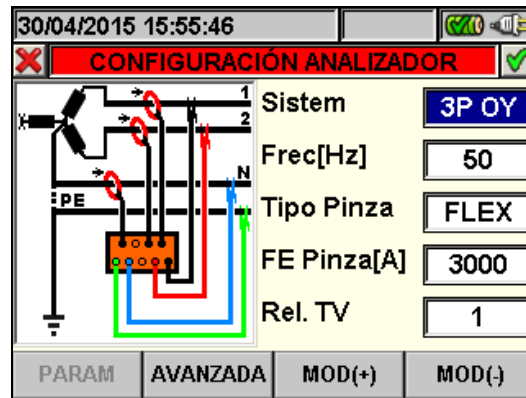 30/04/2015 15:55:46
CONFIGURACIÓN ANALIZADOR
1
2
N
PE
Sistem 3P OY
Frec[Hz] 50
Tipo Pinza FLEX
FE Pinza[A] 3000
Rel. TV 1
PARAM AVANZADA MOD(+) MOD(-)